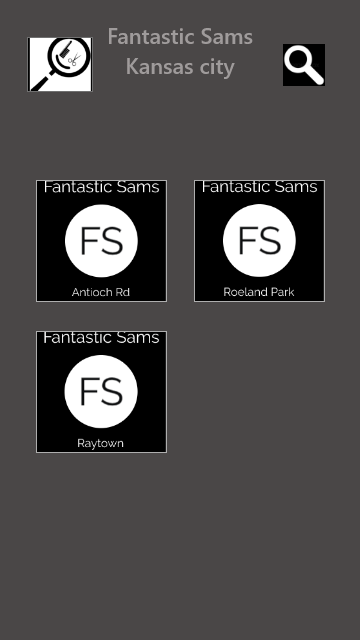 Fantastic Sams
Kansas city
Fantastic Sams
FS
Antioch Rd
Fantastic Sams
FS
Roeland Park
Fantastic Sams
FS
Raytown